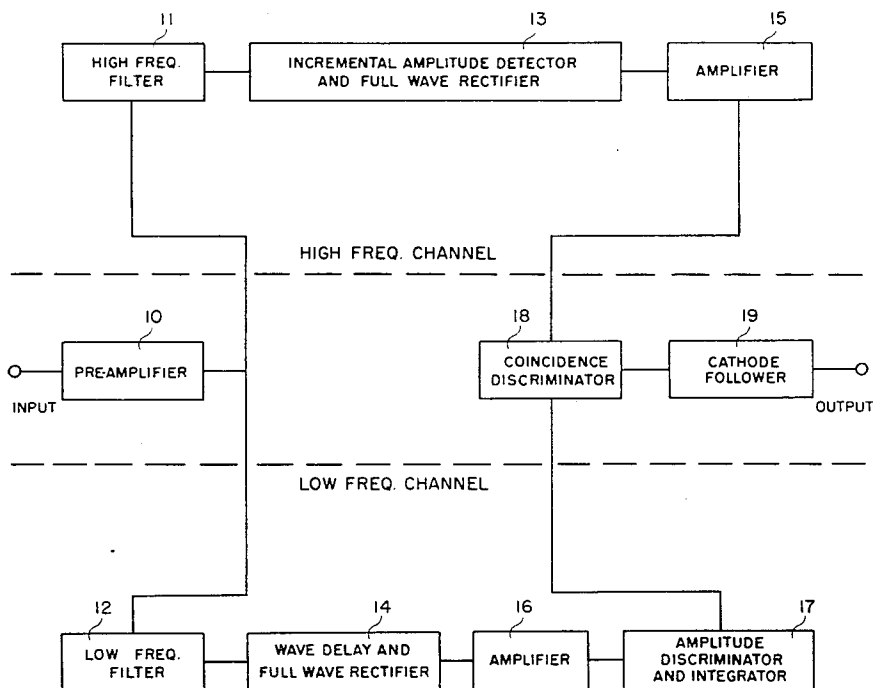 11
13
15
HIGH FREQ.
FILTER
INCREMENTAL AMPLITUDE DETECTOR
AND FULL WAVE RECTIFIER
AMPLIFIER
HIGH FREQ. CHANNEL
10
18
19
PRE-AMPLIFIER
COINCIDENCE
DISCRIMINATOR
CATHODE
FOLLOWER
INPUT
OUTPUT
LOW FREQ. CHANNEL
12
14
16
17
LOW FREQ.
FILTER
WAVE DELAY AND
FULL WAVE RECTIFIER
AMPLIFIER
AMPLITUDE
DISCRIMINATOR
AND INTEGRATOR